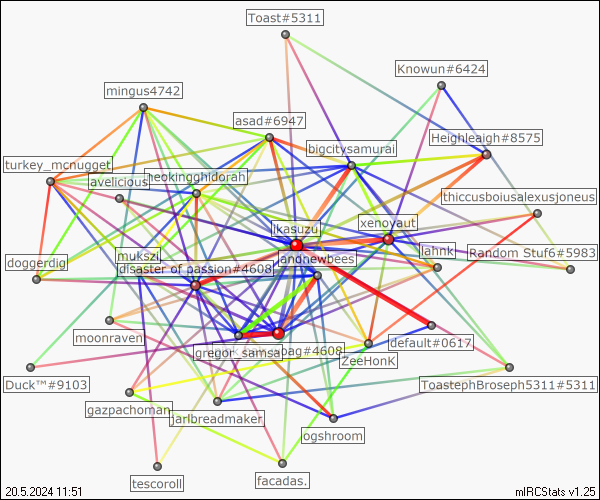 Toast#5311
Knowun#6424
mingus4742
asad#6947
Heighleaigh#8575
bigcitysamurai
turkey_mcnugget
heokingghidorah
avelicious
thiccusboiusalexusjoneus
xenoyaut
lkasuzu
mukszi
andnewbees
lahnk
Random Stuf6#5983
doggerdig
disaster of passion#4608
default#0617
moonraven
gregor_samsa
bag#4608
ZeeHonK
Duck™#9103
ToastephBroseph5311#5311
gazpachoman
jarlbreadmaker
ogshroom
tescoroll
facadas.
20.5.2024 11:51
mIRCStats v1.25